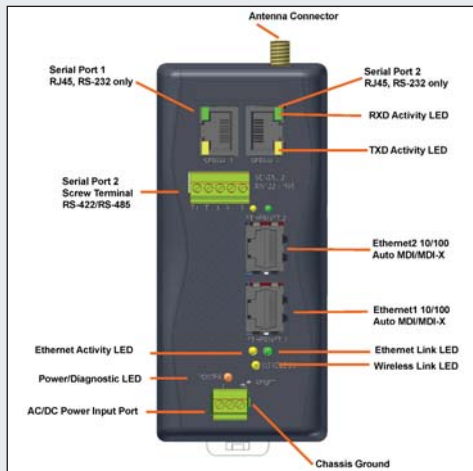 Antenna Connector
Serial Port 1
RJ45, RS-232 only
Serial Port 2
RJ45, RS-232 only
RXD Activity LED
TXD Activity LED
Serial Port 2
Screw Terminal
RS-422/RS-485
Ethernet2 10/100
Auto MDI/MDI-X
Ethernet1 10/100
Auto MDI/MDI-X
Ethernet Activity LED
Ethernet Link LED
Power/Diagnostic LED
Wireless Link LED
AC/DC Power Input Port
Chassis Ground